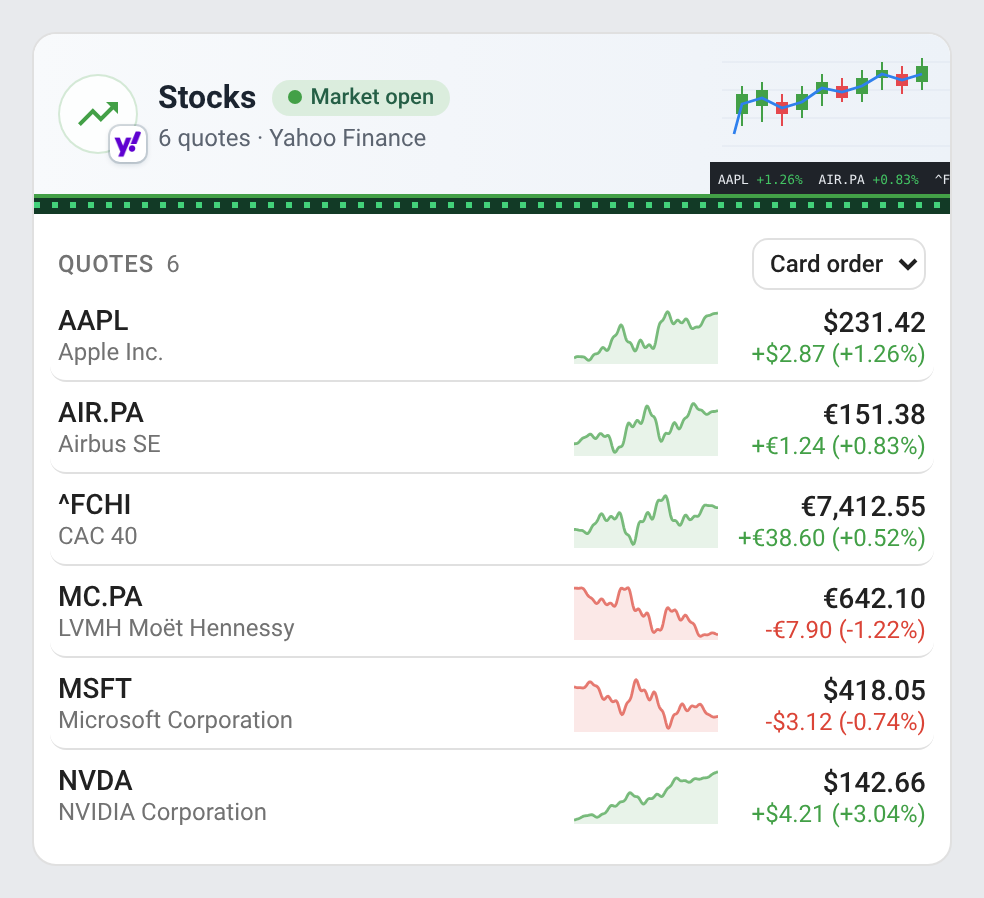 Stocks
Market open
6 quotes · Yahoo Finance
y!
AAPL +1.26% AIR.PA +0.83% ^F
QUOTES 6
Card order
AAPL
Apple Inc.
$231.42
+$2.87 (+1.26%)
AIR.PA
Airbus SE
€151.38
+€1.24 (+0.83%)
^FCHI
CAC 40
€7,412.55
+€38.60 (+0.52%)
MC.PA
LVMH Moët Hennessy
€642.10
-€7.90 (-1.22%)
MSFT
Microsoft Corporation
$418.05
-$3.12 (-0.74%)
NVDA
NVIDIA Corporation
$142.66
+$4.21 (+3.04%)